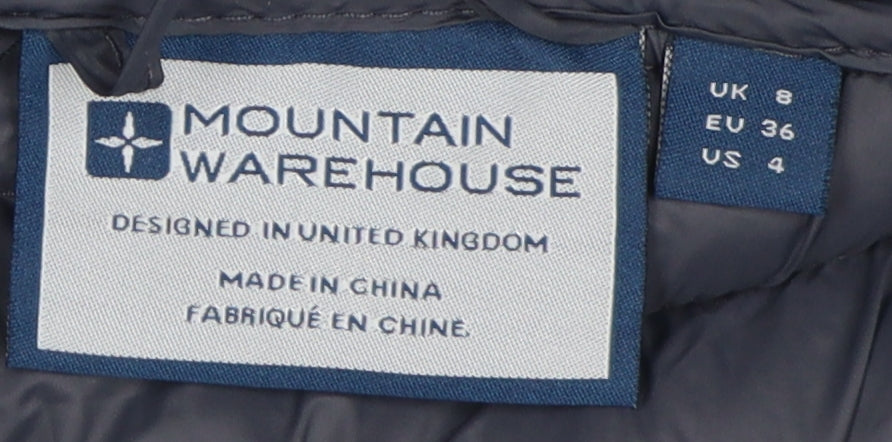 MOUNTAIN
WAREHOUSE
DESIGNED IN UNITED KINGDOM
MADE IN CHINA
FABRIQUÉ EN CHINE.
UK 8
EU 36
US 4